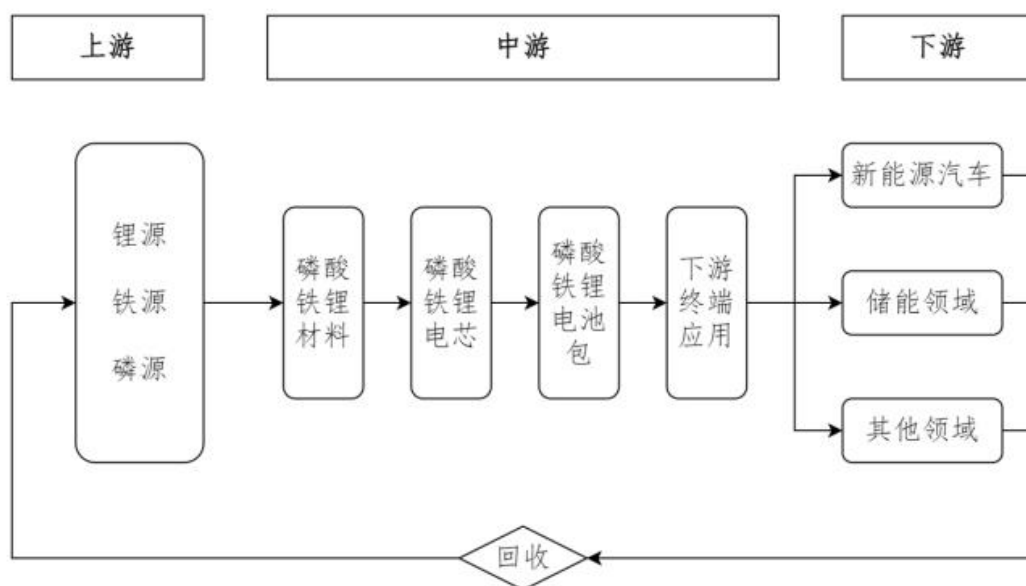 上游
中游
下游
锂源
铁源
磷源
磷酸
铁锂
材料
磷酸
铁锂
电芯
磷酸
铁锂
电池
包
下游
终端
应用
新能源汽车
储能领域
其他领域
回收